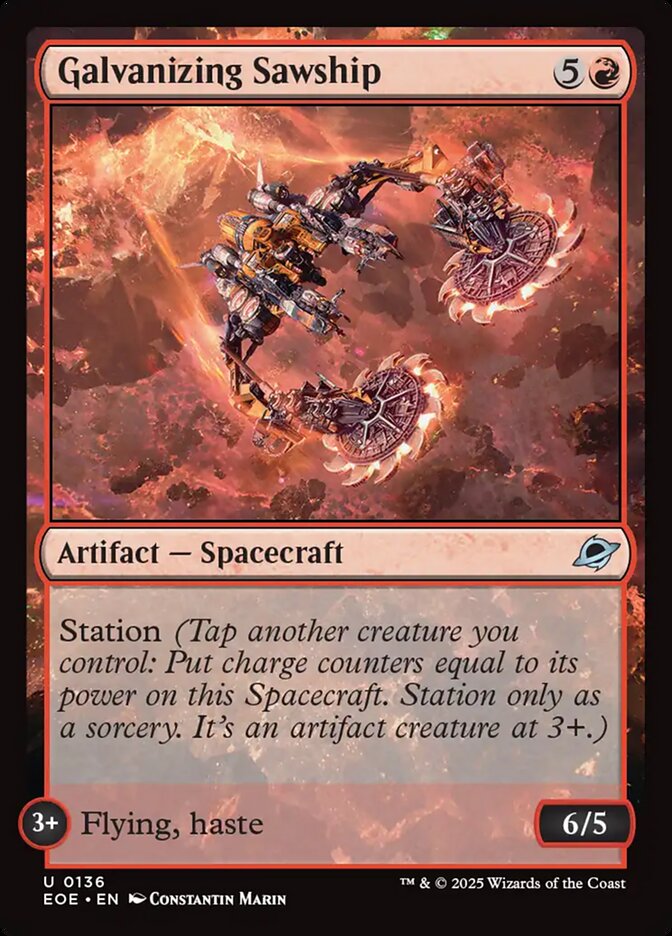 Galvanizing Sawship 5
Artifact — Spacecraft
Station (Tap another creature you
control: Put charge counters equal to its
power on this Spacecraft. Station only as
a sorcery. It's an artifact creature at 3+.)
3+ Flying, haste
6/5
U 0136
EOE • EN Constantin Marin
™ & © 2025 Wizards of the Coast